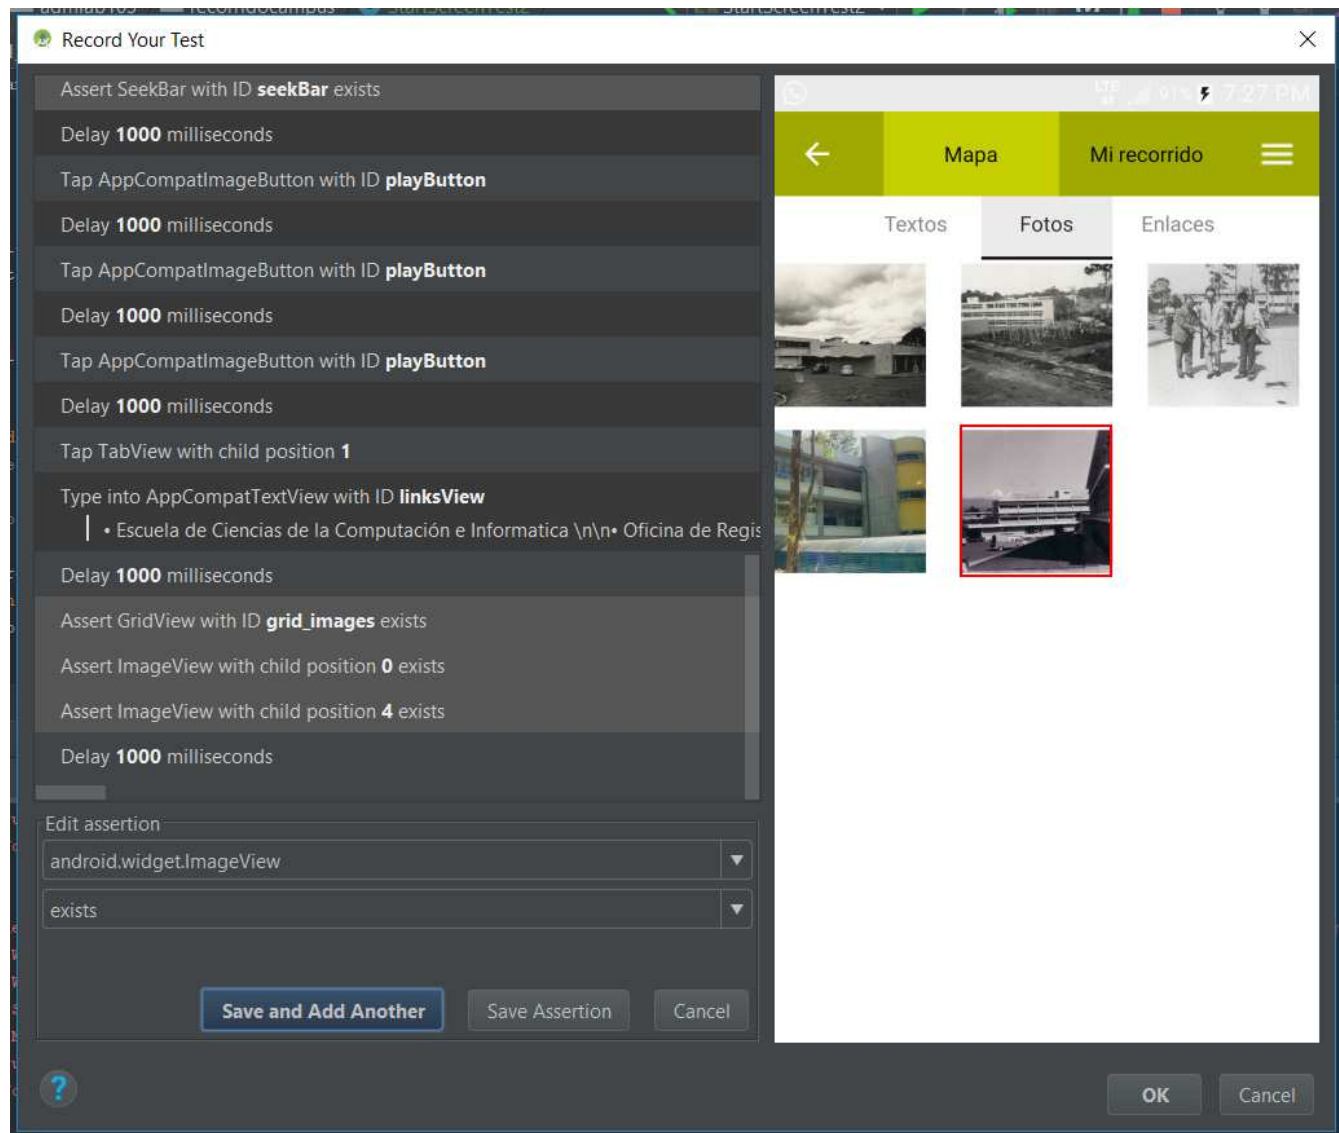 Record Your Test
Assert SeekBar with ID seekBar exists
Delay 1000 milliseconds
Tap AppCompatImageButton with ID playButton
Delay 1000 milliseconds
Tap AppCompatImageButton with ID playButton
Delay 1000 milliseconds
Tap AppCompatImageButton with ID playButton
Delay 1000 milliseconds
Tap TabView with child position 1
Type into AppCompatTextView with ID linksView
• Escuela de Ciencias de la Computación e Informatica \n\n• Oficina de Regis
Delay 1000 milliseconds
Assert GridView with ID grid_images exists
Assert ImageView with child position 0 exists
Assert ImageView with child position 4 exists
Delay 1000 milliseconds
Edit assertion
android.widget.ImageView
exists
Save and Add Another Save Assertion Cancel
LTE 91% 7:27 PM
Mapa Mi recorrido
Textos Fotos Enlaces
? OK Cancel